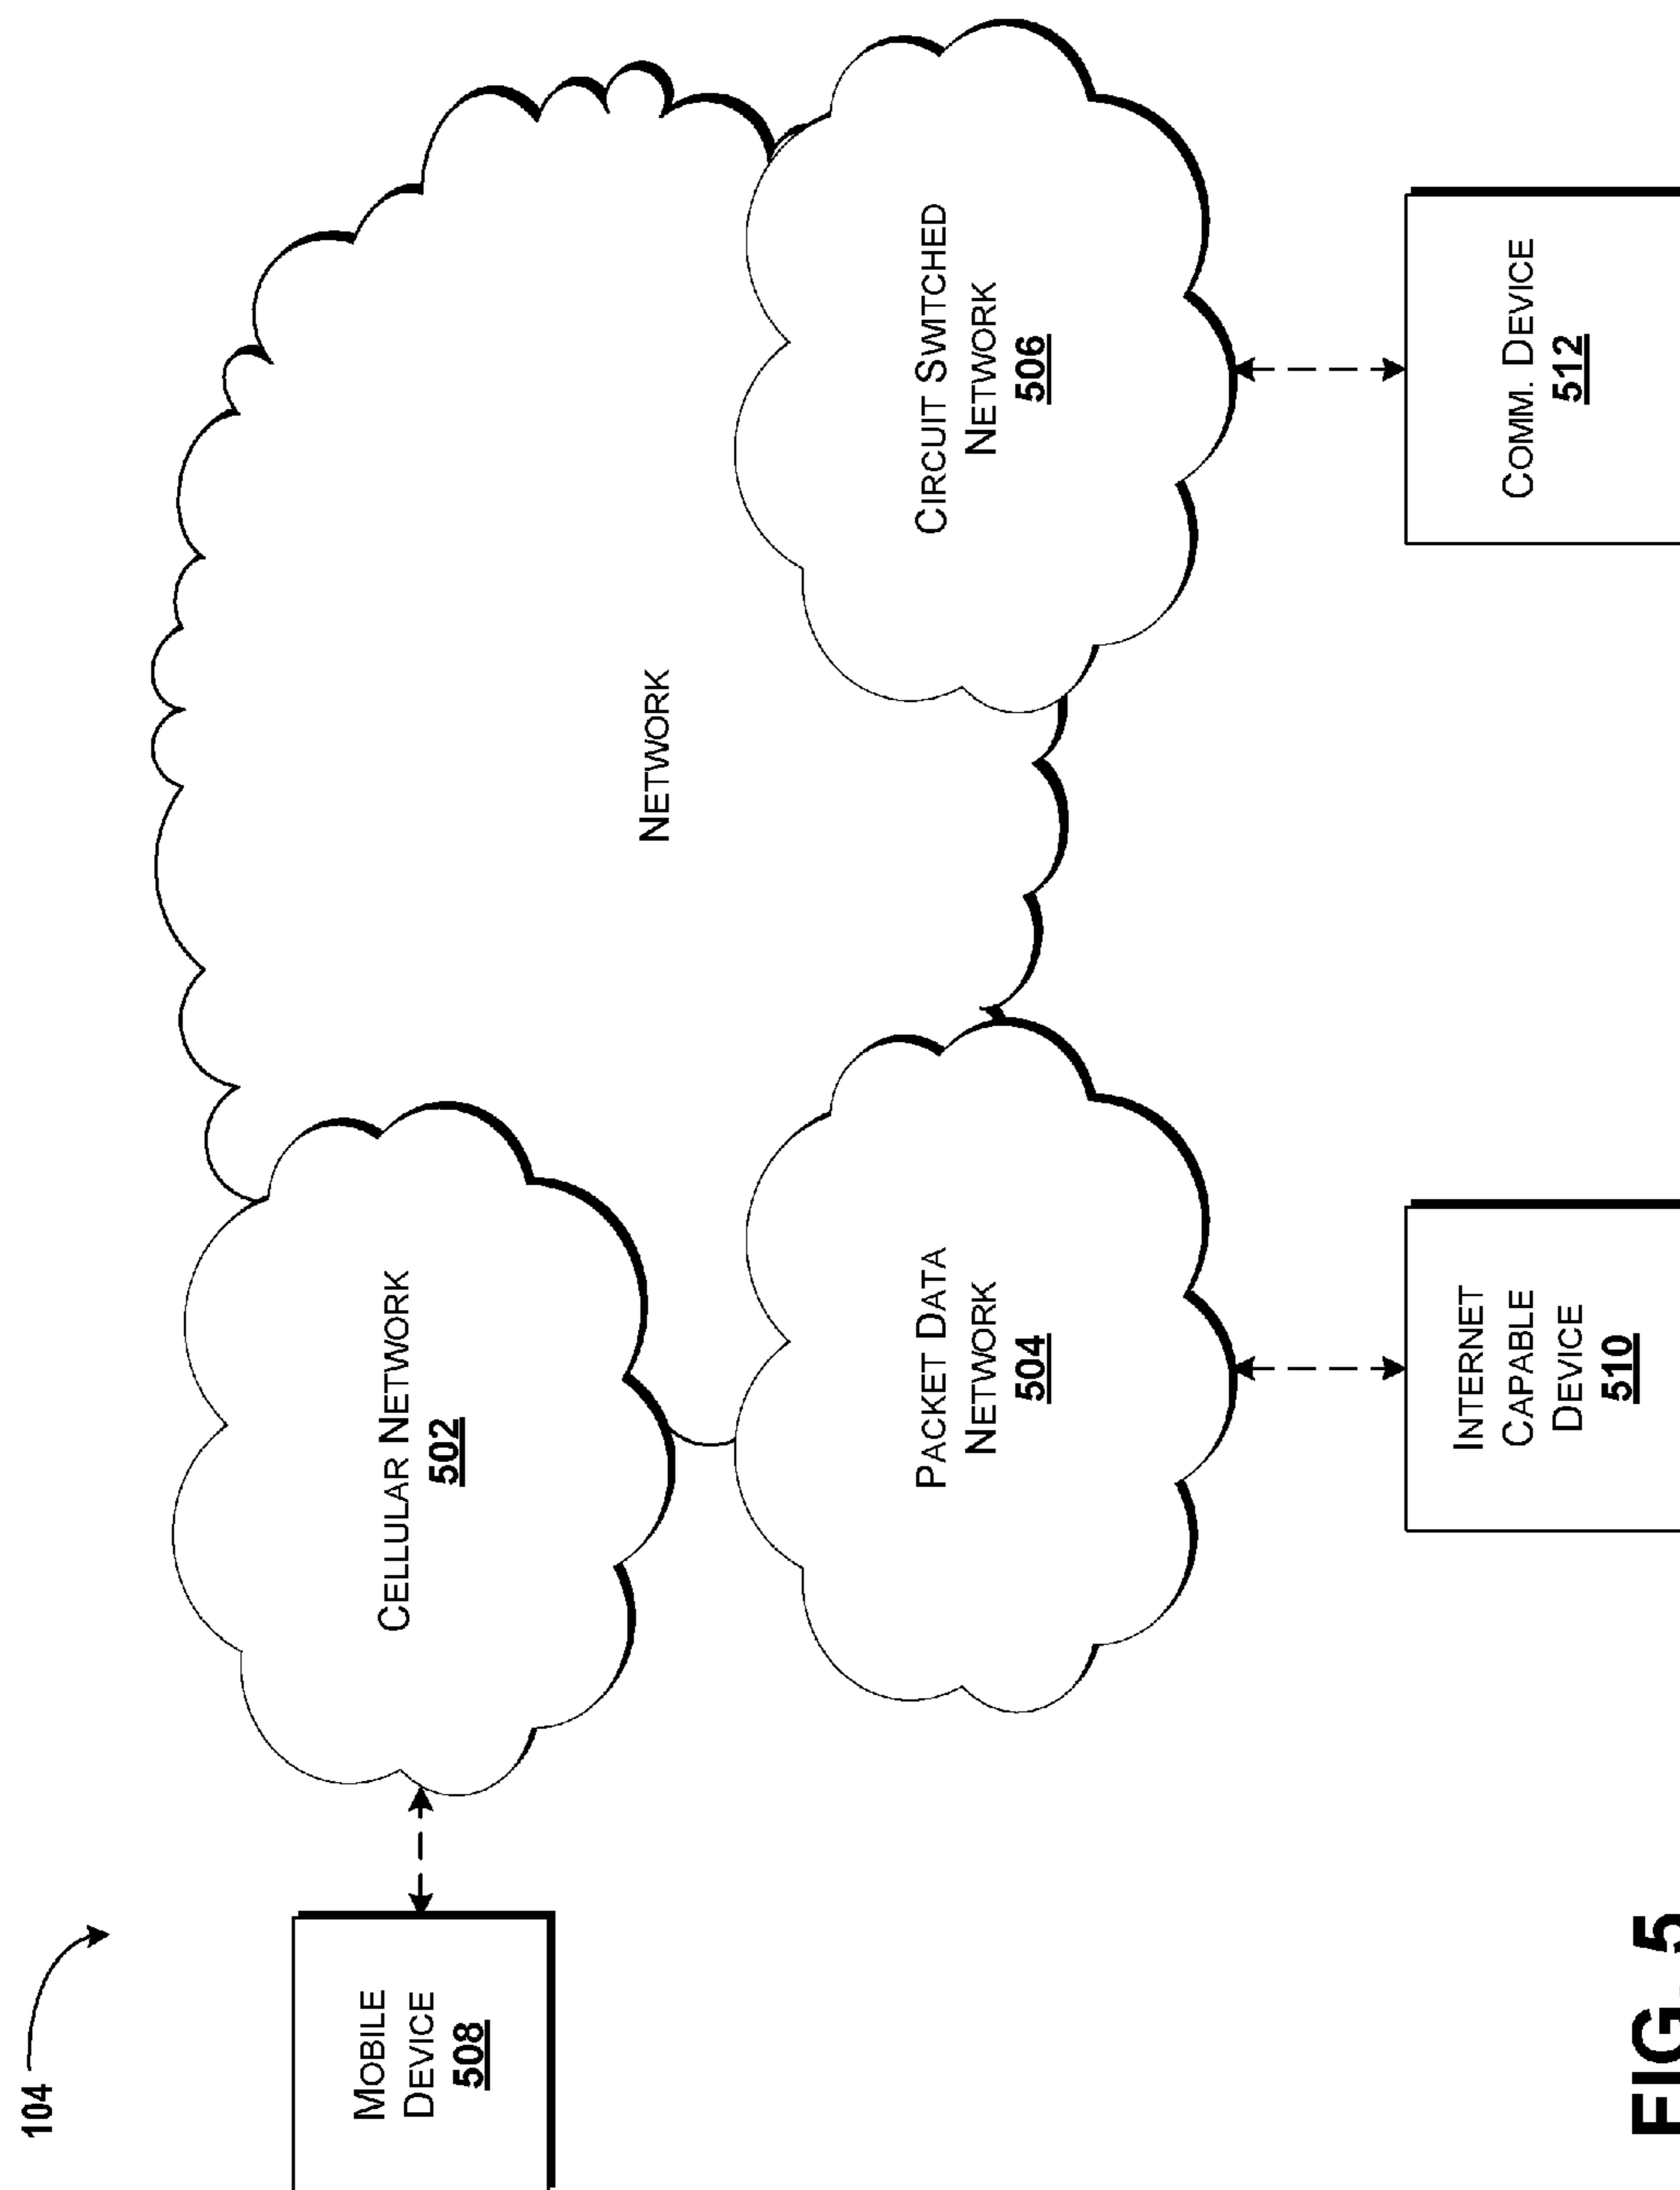 104
NETWORK
CELLULAR NETWORK
502
MOBILE
DEVICE
508
PACKET DATA
NETWORK
504
CIRCUIT SWITCHED
NETWORK
506
INTERNET
CAPABLE
DEVICE
510
COMM. DEVICE
512
FIG. 5